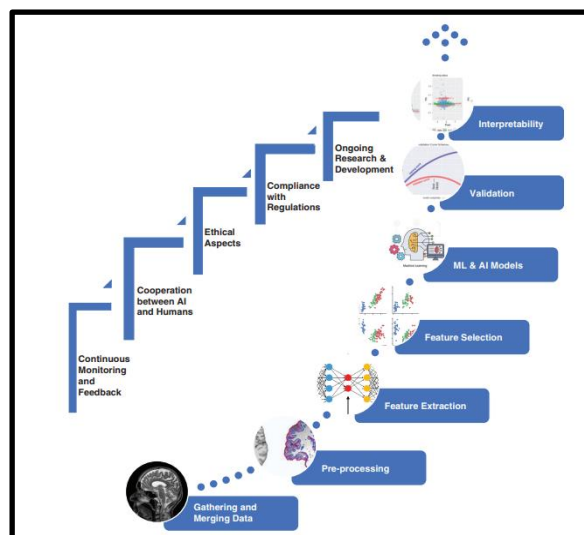 Interpretability
Ongoing
Research &
Development
Validation
Compliance
with
Regulations
Ethical
Aspects
ML & AI Models
Cooperation
between AI
and Humans
Feature Selection
Continuous
Monitoring
and
Feedback
Feature Extraction
Pre-processing
Gathering and
Merging Data